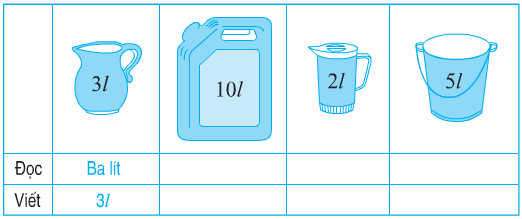 3l 10l 2l 5l
Đọc Ba lít
Viết 3l